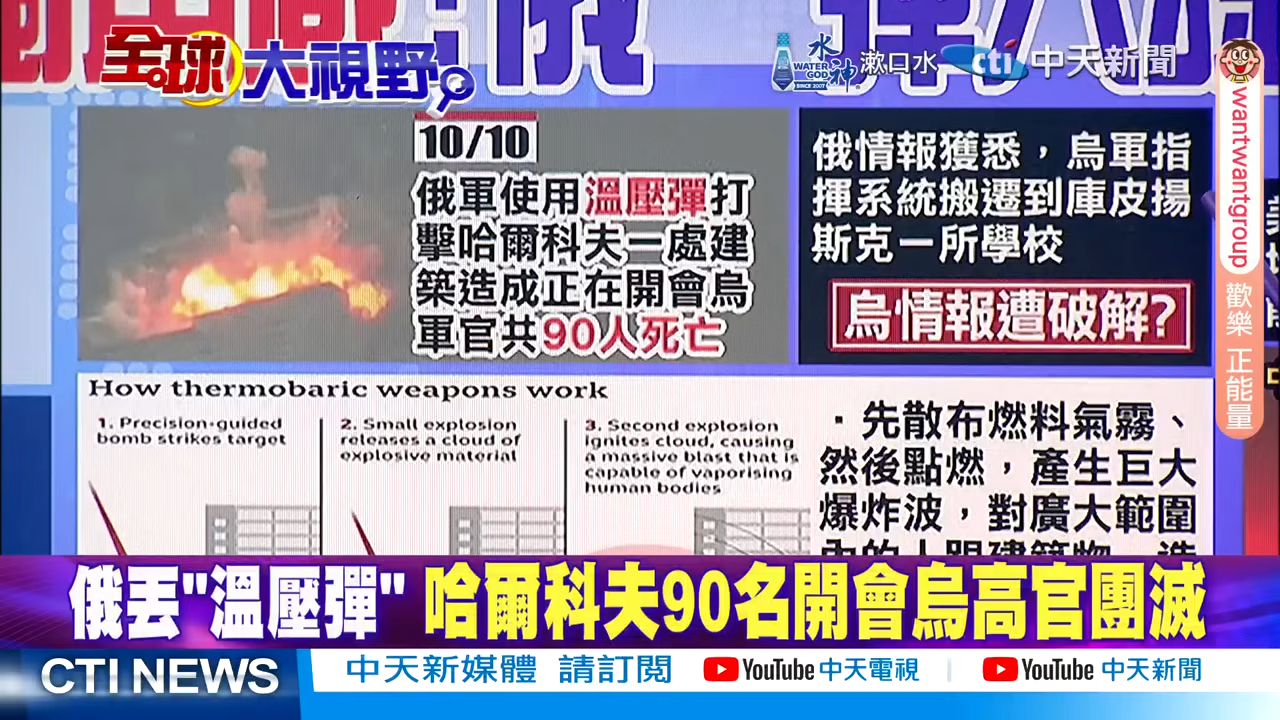 全球大視野
水神
WATER GOD
SINCE 2007
漱口水
cti 中天新聞
wantwantgroup 歡樂 正能量
10/10
俄軍使用溫壓彈打
擊哈爾科夫一處建
築造成正在開會烏
軍官共90人死亡
俄情報獲悉，烏軍指
揮系統搬遷到庫皮揚
斯克一所學校
烏情報遭破解?
How thermobaric weapons work
1. Precision-guided
bomb strikes target
2. Small explosion
releases a cloud of
explosive material
3. Second explosion
ignites cloud, causing
a massive blast that is
capable of vaporising
human bodies
．先散布燃料氣霧、
然後點燃，產生巨大
爆炸波，對廣大範圍
俄丟"溫壓彈" 哈爾科夫90名開會烏高官團滅
CTI NEWS
中天新媒體 請訂閱 YouTube 中天電視 | YouTube 中天新聞